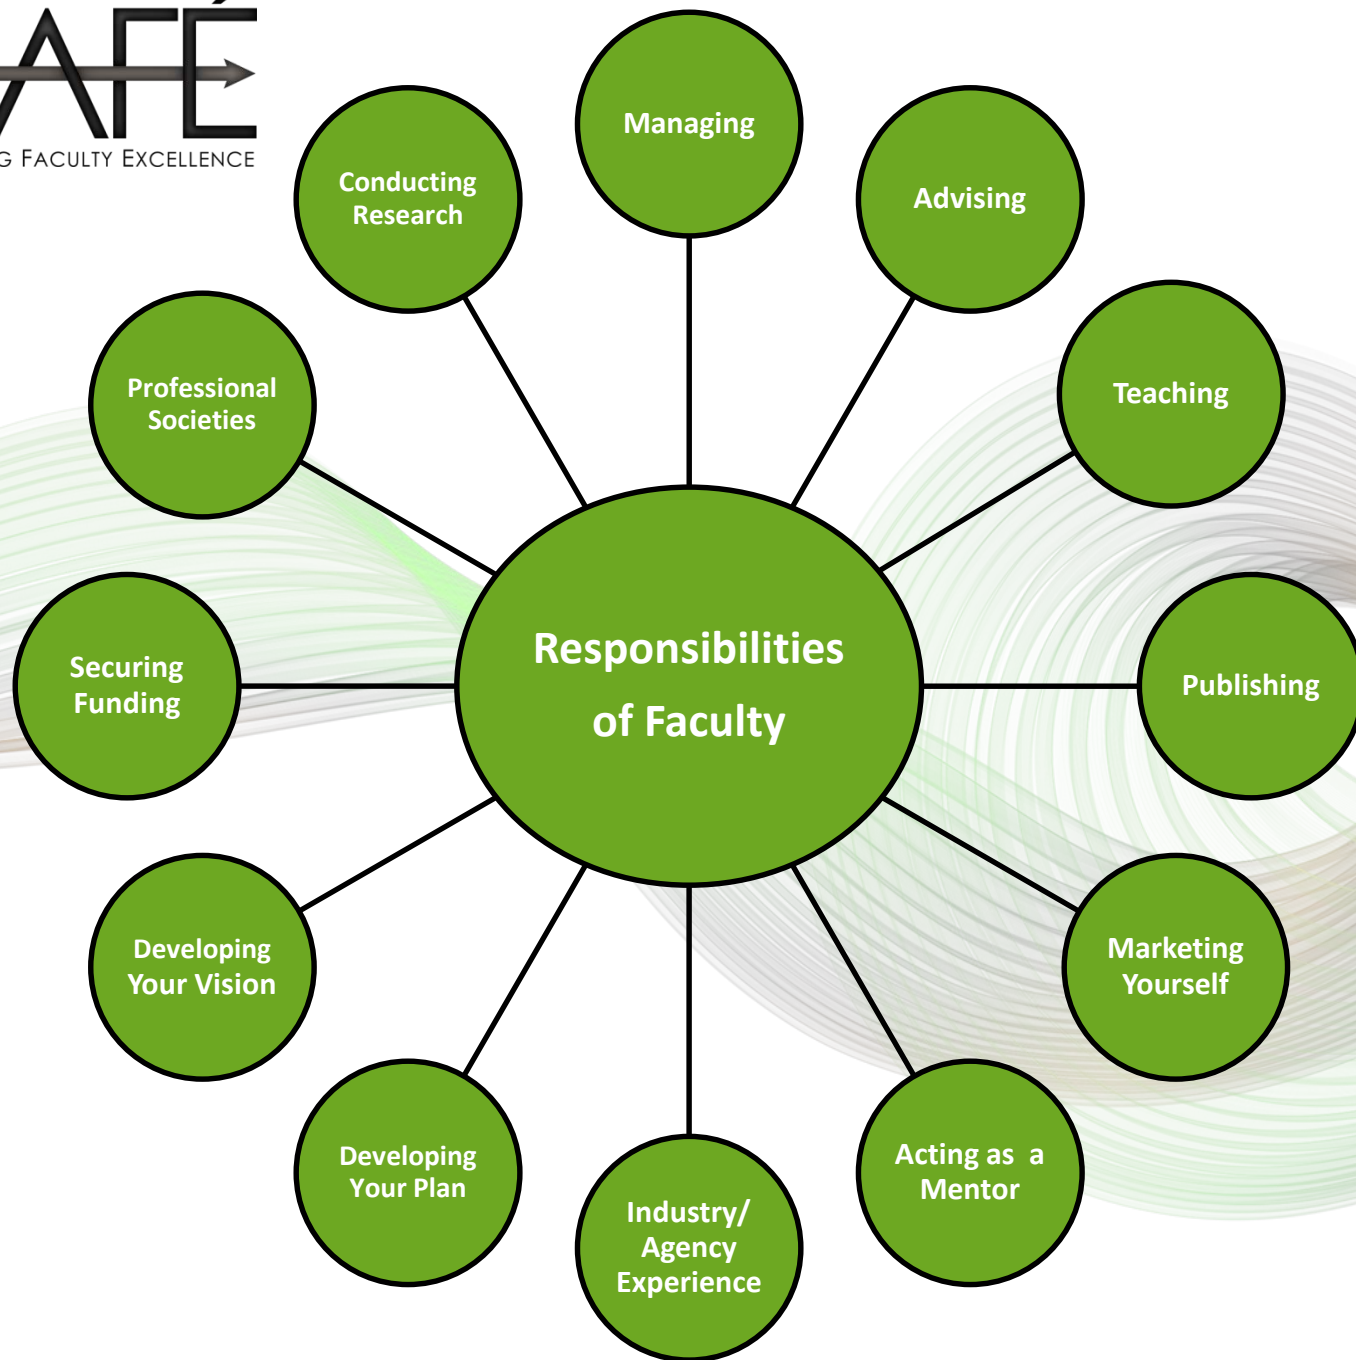 AFÉ
G FACULTY EXCELLENCE
Managing
Advising
Teaching
Publishing
Marketing
Yourself
Acting as a
Mentor
Industry/
Agency
Experience
Developing
Your Plan
Developing
Your Vision
Securing
Funding
Professional
Societies
Conducting
Research
Responsibilities
of Faculty